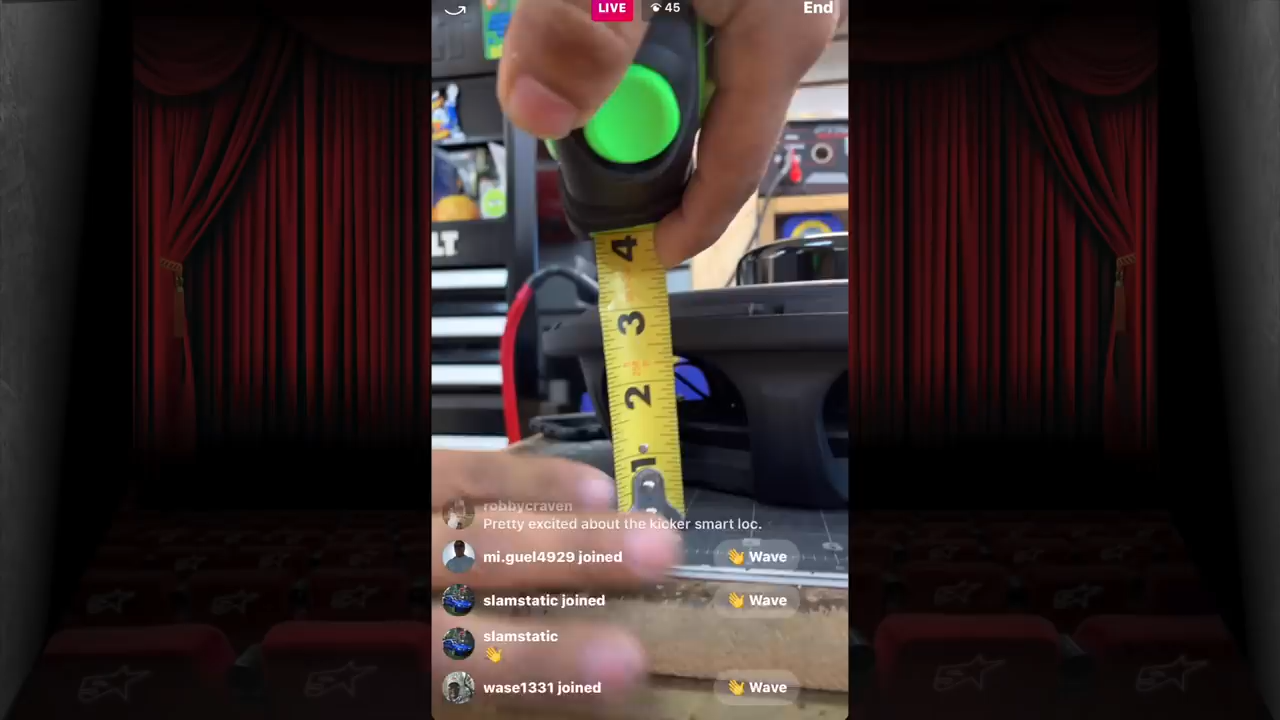 LIVE
45
End
LT
4
3
2
1
robbycraven
Pretty excited about the kicker smart loc.
mi.guel4929 joined
👋 Wave
slamstatic joined
👋 Wave
slamstatic
👋
wase1331 joined
👋 Wave